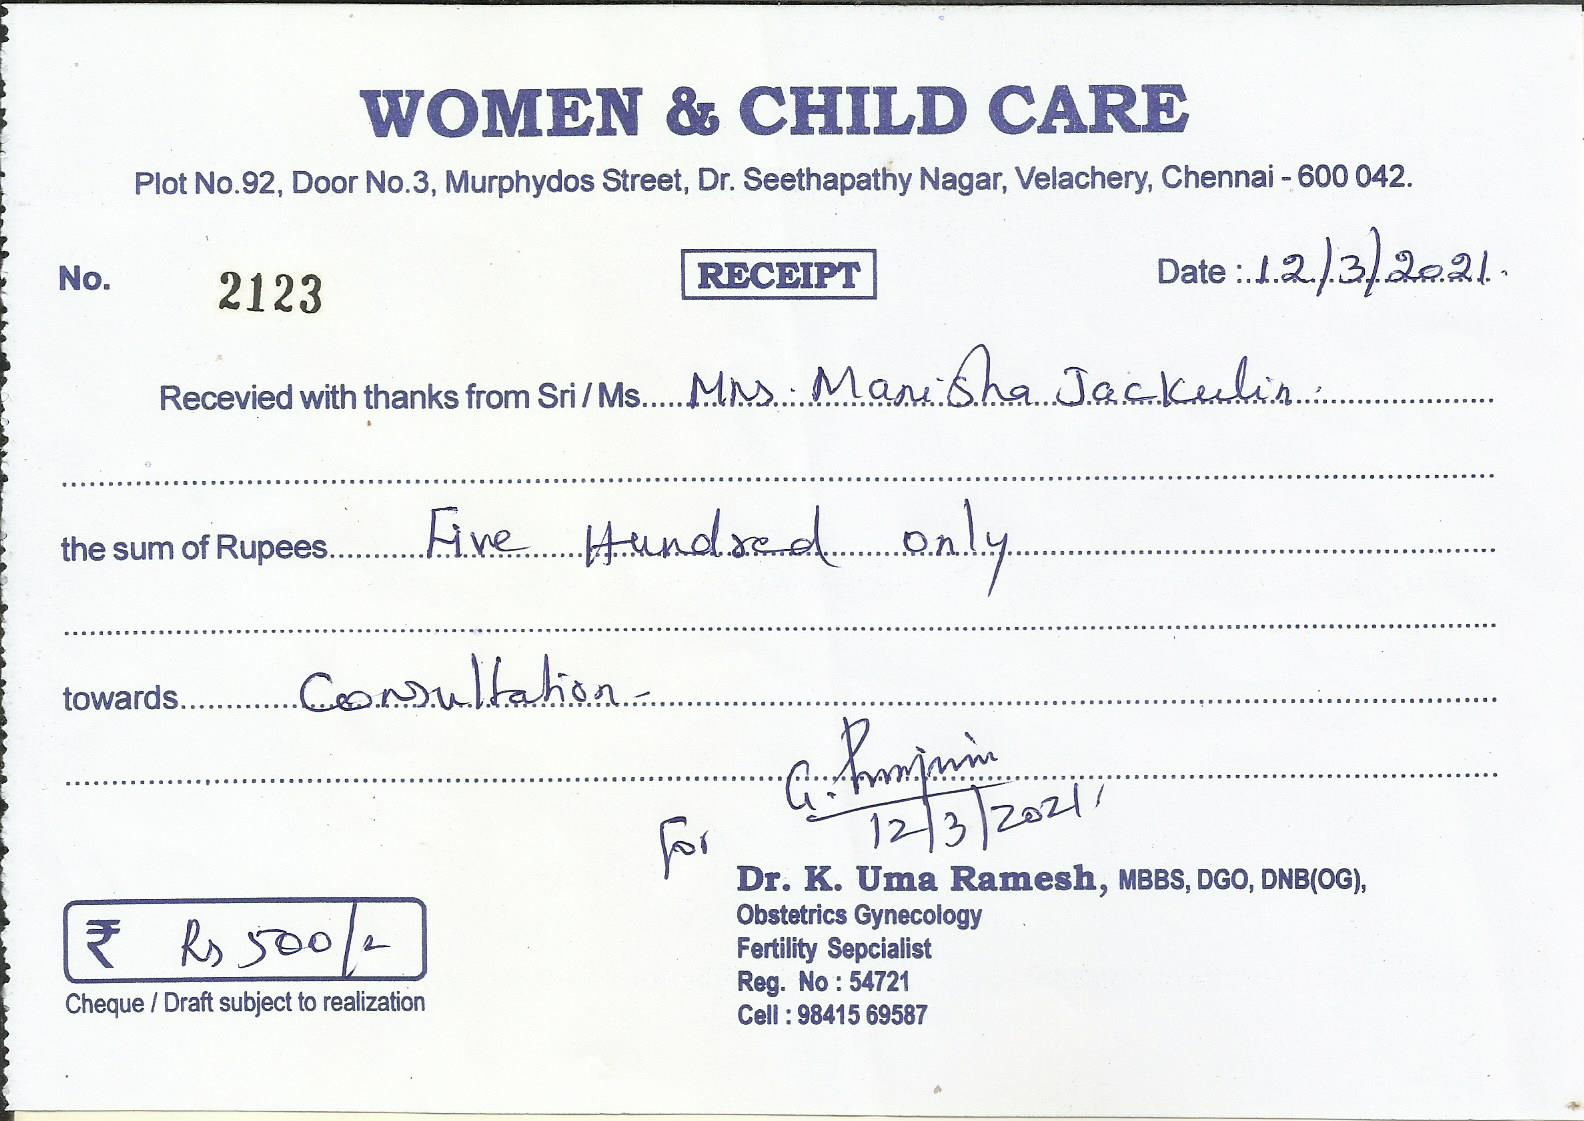 WOMEN & CHILD CARE
Plot No.92, Door No.3, Murphydos Street, Dr. Seethapathy Nagar, Velachery, Chennai - 600 042.
No. 2123 RECEIPT Date : 12/3/2021.
Recevied with thanks from Sri / Ms. Mrs. Manisha Jackulin.
the sum of Rupees Five Hundred only
towards Consultation -
G.
12/3/2021
For
Dr. K. Uma Ramesh, MBBS, DGO, DNB(OG),
Obstetrics Gynecology
Fertility Sepcialist
Reg. No : 54721
Cell : 98415 69587
₹ Rs 500/-
Cheque / Draft subject to realization